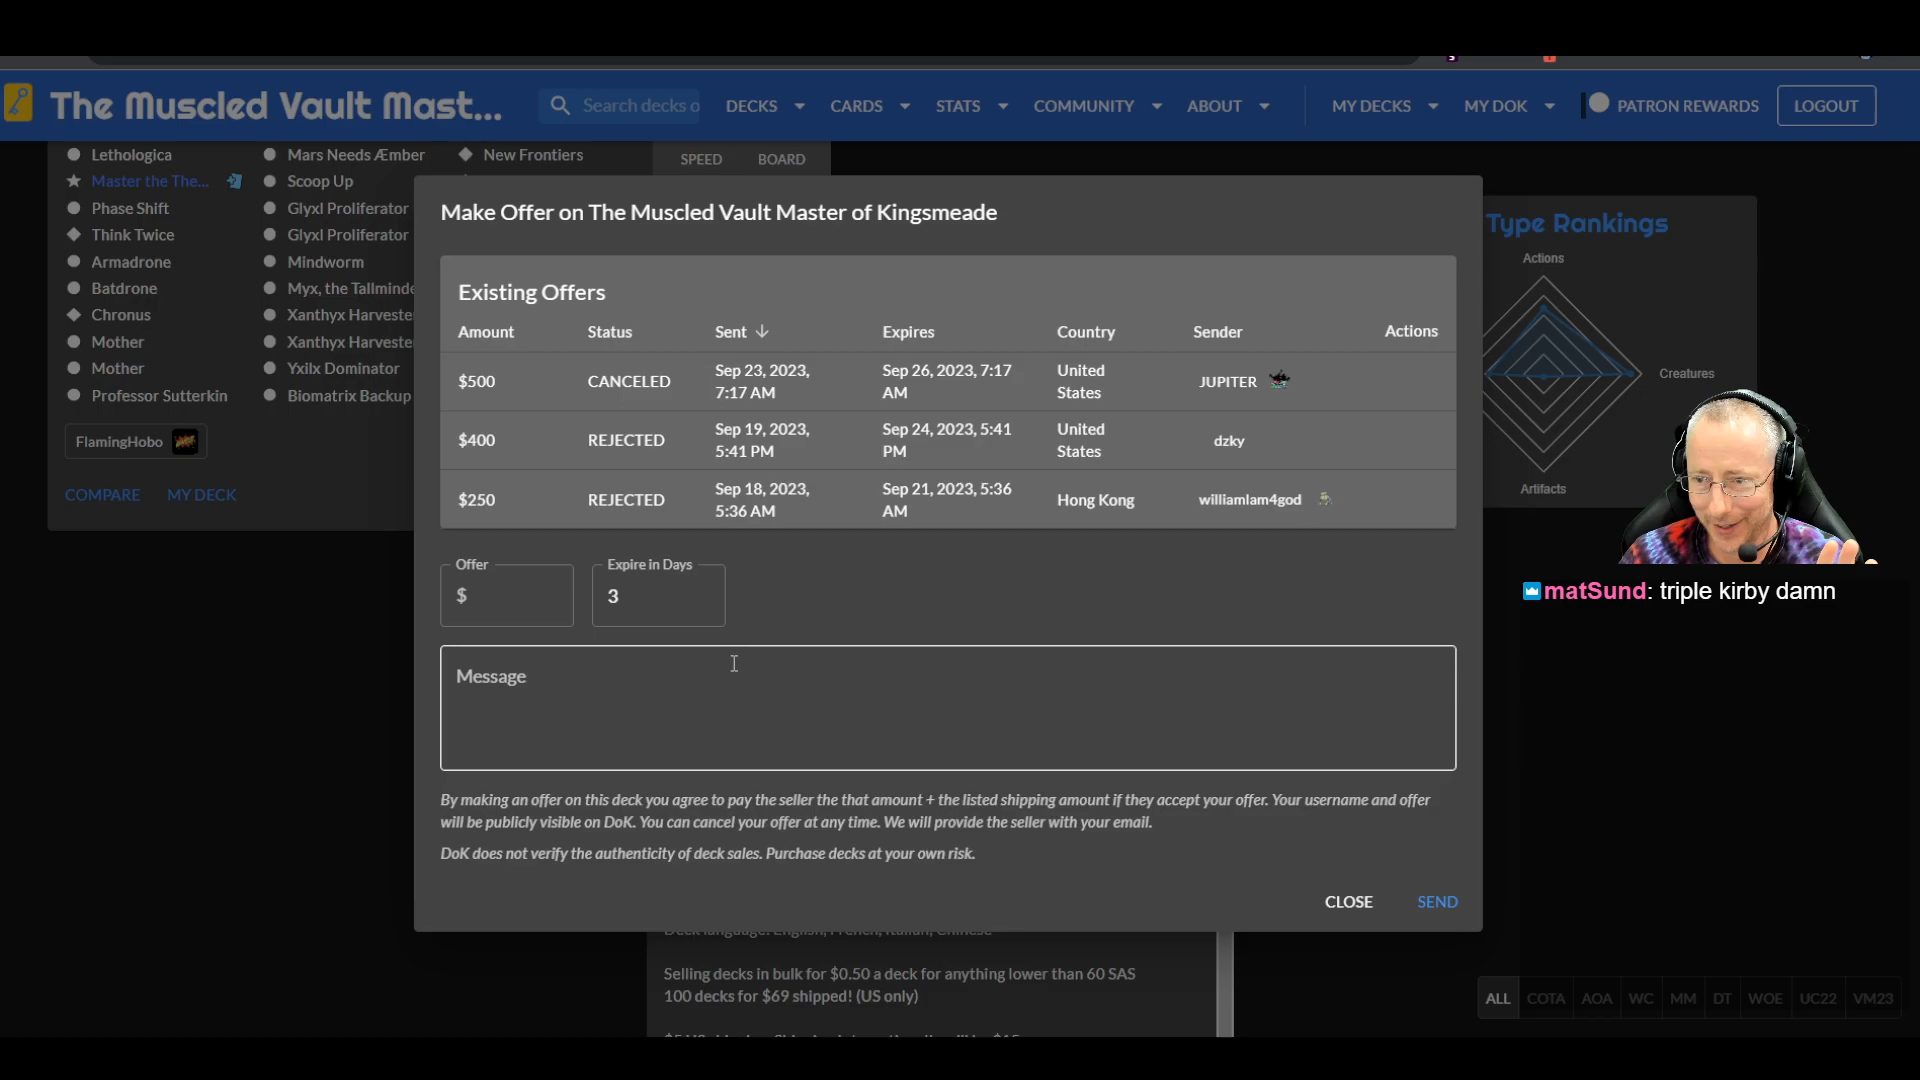 The Muscled Vault Mast...
Search decks o
DECKS
CARDS
STATS
COMMUNITY
ABOUT
MY DECKS
MY DOK
PATRON REWARDS
LOGOUT
Lethologica
Mars Needs Æmber
New Frontiers
SPEED
BOARD
Master the The...
Scoop Up
Phase Shift
Glyxl Proliferator
Think Twice
Glyxl Proliferator
Armadrone
Mindworm
Batdrone
Myx, the Tallminde
Chronus
Xanthyx Harveste
Mother
Xanthyx Harveste
Mother
Yxilx Dominator
Professor Sutterkin
Biomatrix Backup
FlamingHobo
COMPARE
MY DECK
Make Offer on The Muscled Vault Master of Kingsmeade
Existing Offers
Amount Status Sent Expires Country Sender Actions
$500 CANCELED Sep 23, 2023, 7:17 AM Sep 26, 2023, 7:17 AM United States JUPITER
$400 REJECTED Sep 19, 2023, 5:41 PM Sep 24, 2023, 5:41 PM United States dzky
$250 REJECTED Sep 18, 2023, 5:36 AM Sep 21, 2023, 5:36 AM Hong Kong williamlam4god
Offer
$
Expire in Days
3
Message
By making an offer on this deck you agree to pay the seller the that amount + the listed shipping amount if they accept your offer. Your username and offer
will be publicly visible on DoK. You can cancel your offer at any time. We will provide the seller with your email.
DoK does not verify the authenticity of deck sales. Purchase decks at your own risk.
CLOSE
SEND
Type Rankings
Actions
Creatures
Artifacts
matSund: triple kirby damn
Deck language: English, French, Italian, Chinese
Selling decks in bulk for $0.50 a deck for anything lower than 60 SAS
100 decks for $69 shipped! (US only)
ALL COTA AOA WC MM DT WOE UC22 VM23